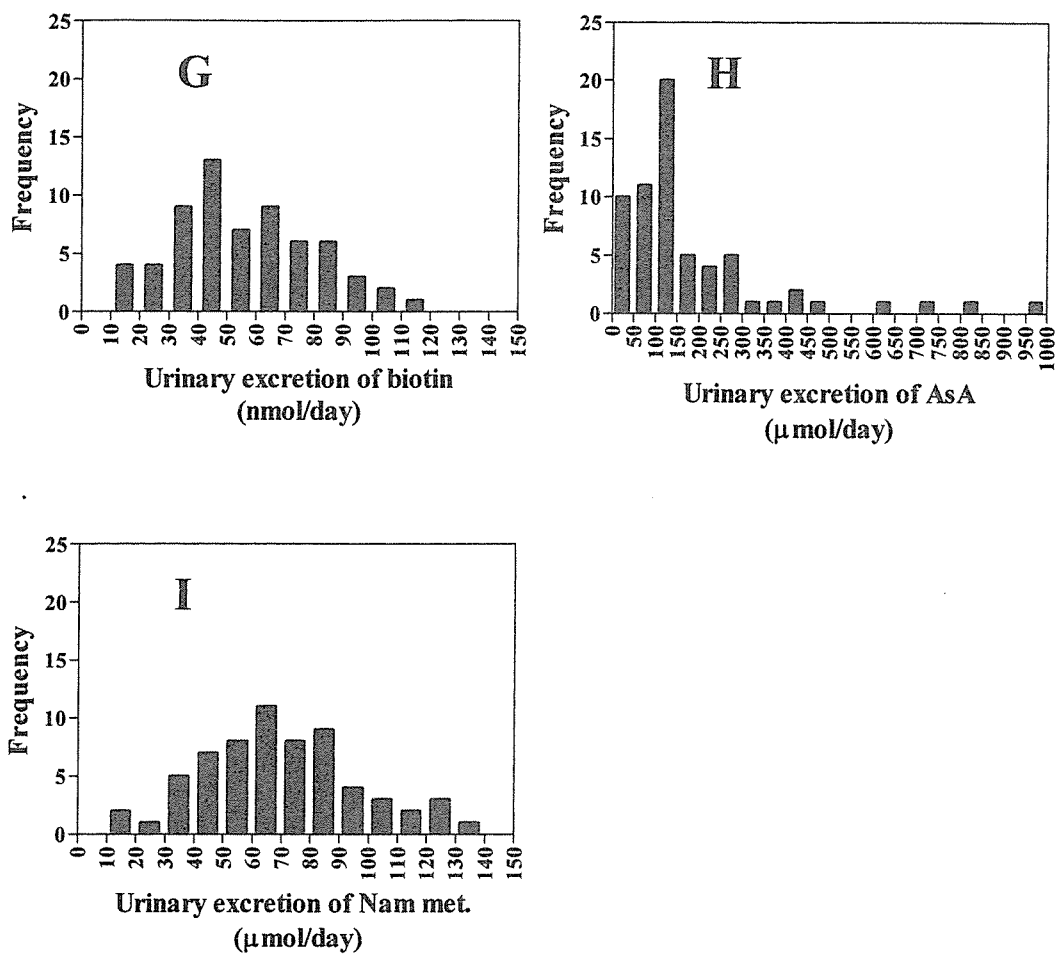 G
Frequency
25
20
15
10
5
0
0 10 20 30 40 50 60 70 80 90 100 110 120 130 140 150
Urinary excretion of biotin
(nmol/day)
H
Frequency
25
20
15
10
5
0
0 50 100 150 200 250 300 350 400 450 500 550 600 650 700 750 800 850 900 950 1000
Urinary excretion of AsA
(μmol/day)
I
Frequency
25
20
15
10
5
0
0 10 20 30 40 50 60 70 80 90 100 110 120 130 140 150
Urinary excretion of Nam met.
(μmol/day)